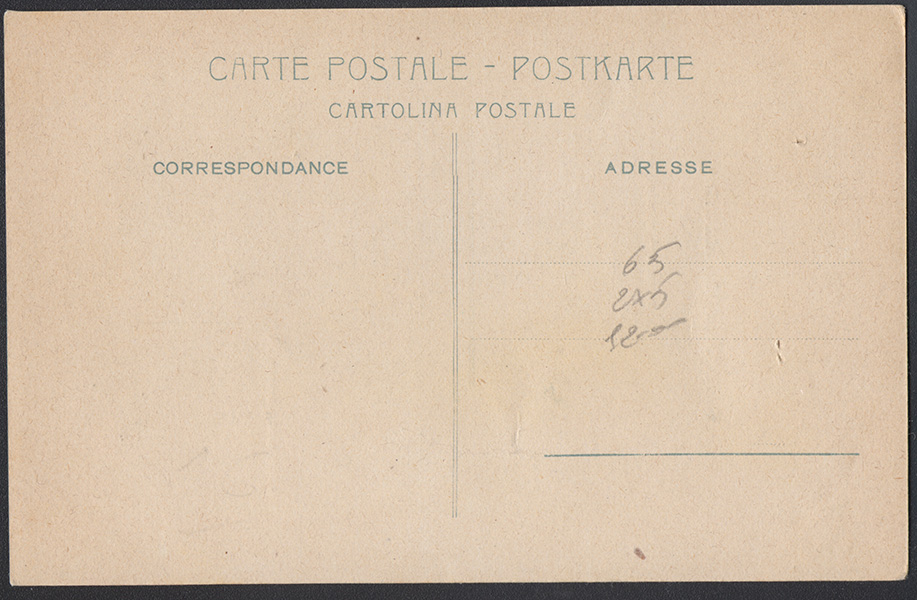 CARTE POSTALE - POSTKARTE
CARTOLINA POSTALE
CORRESPONDANCE
ADRESSE
65
2x5